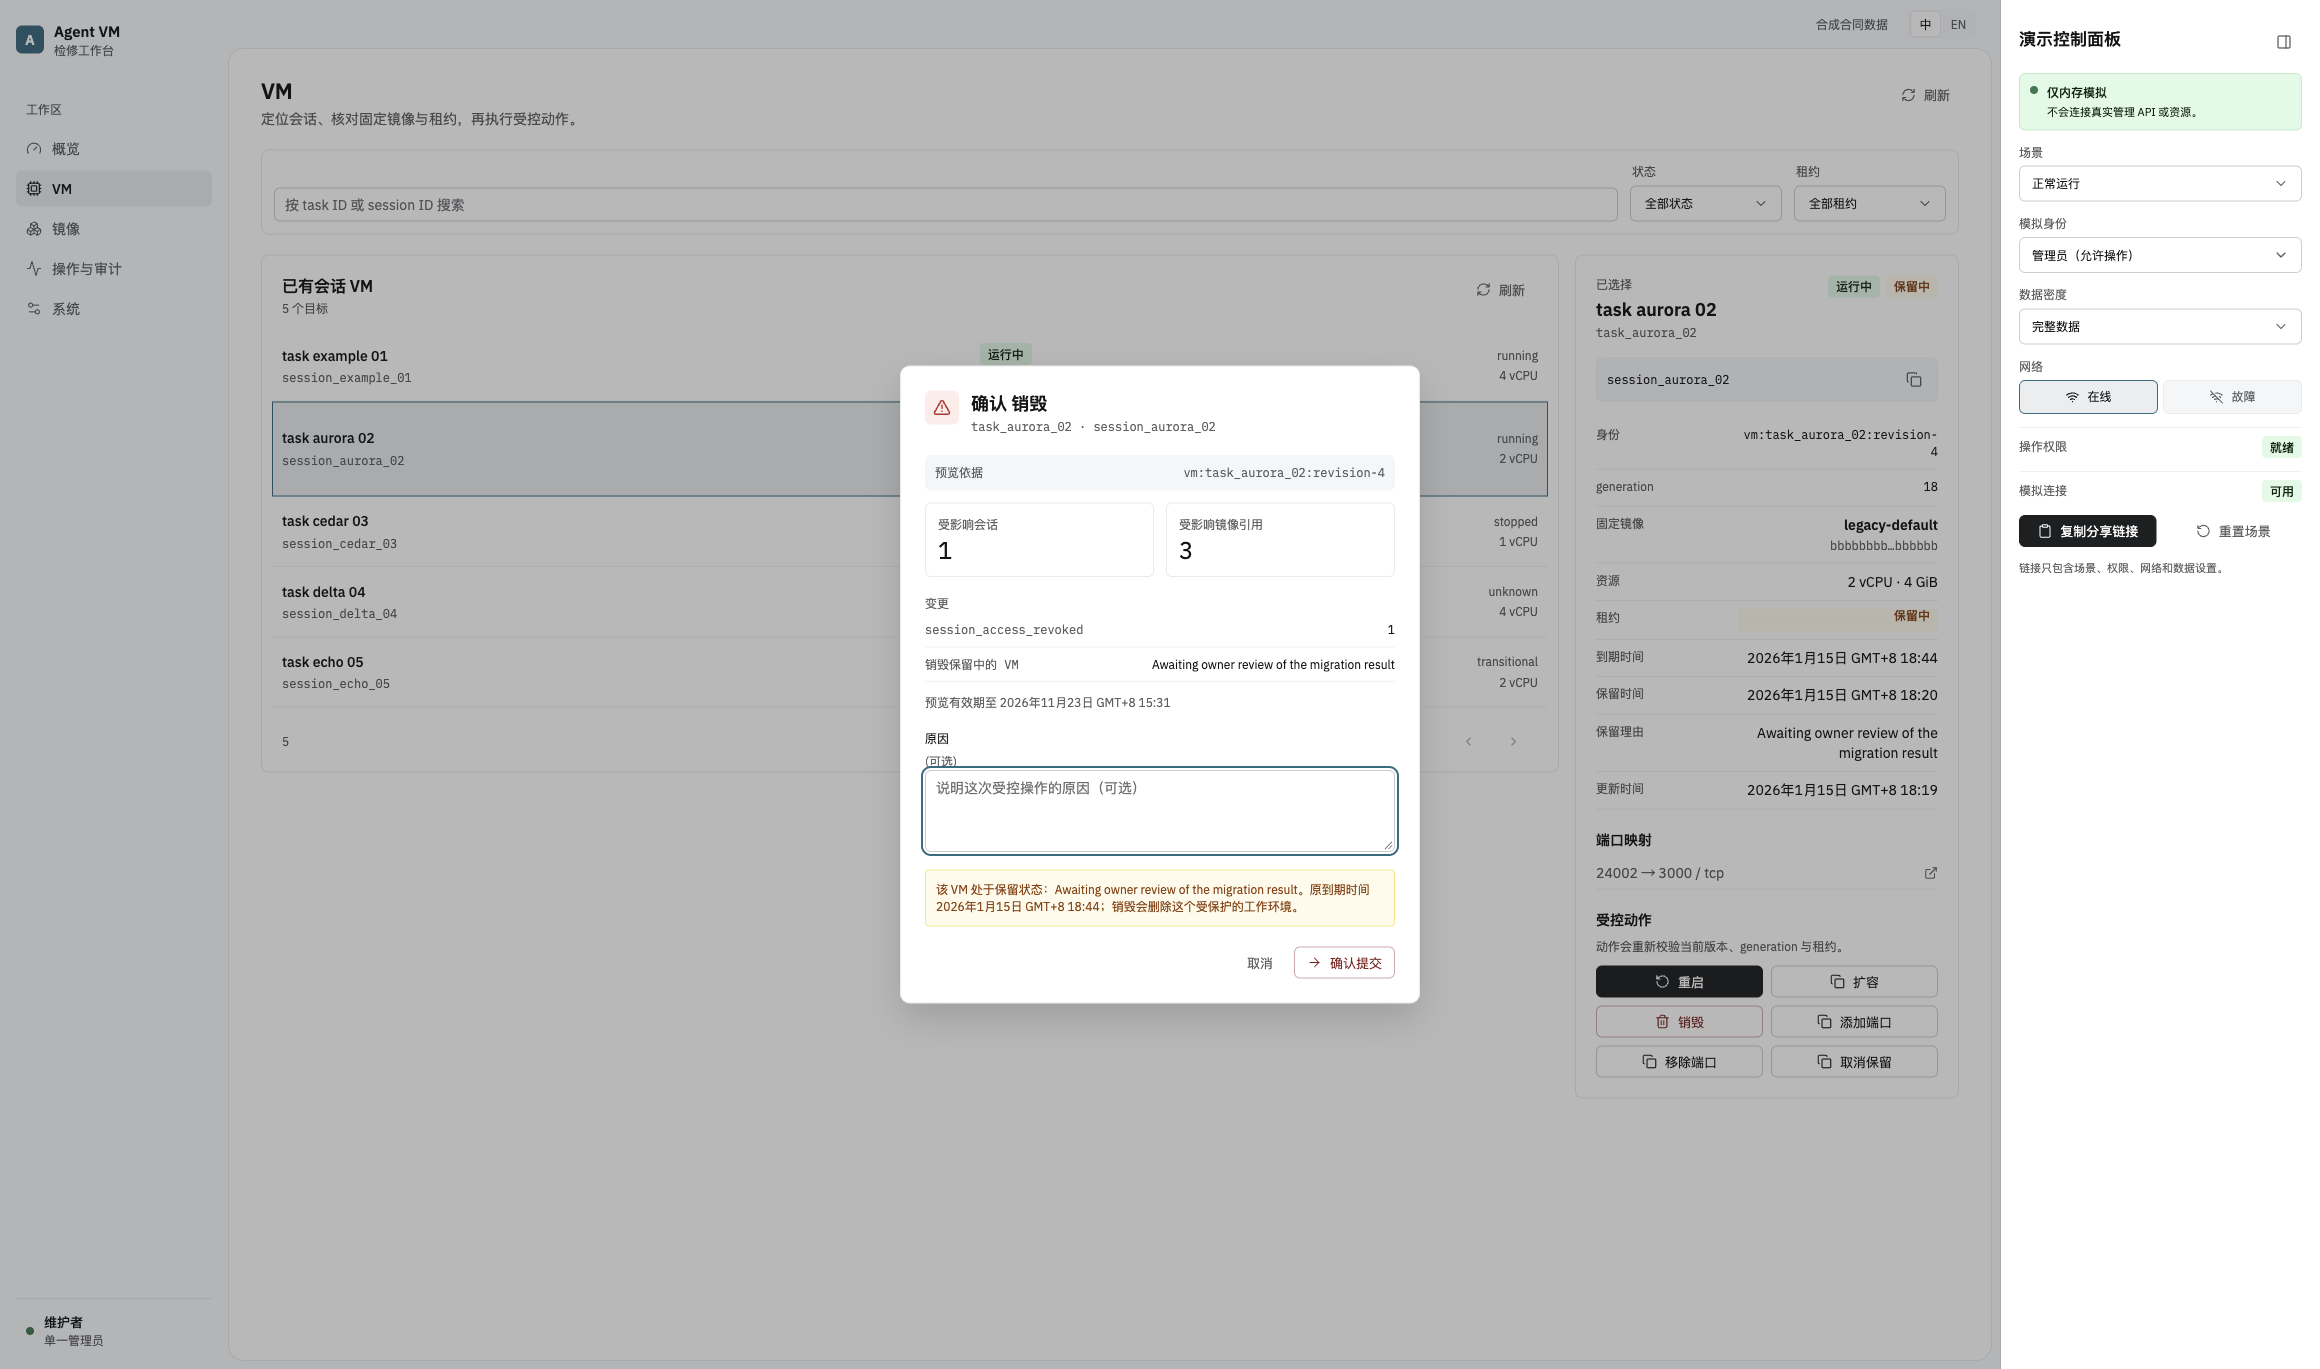 A
Agent VM
检修工作台
工作区
概览
VM
镜像
操作与审计
系统
维护者
单一管理员
合成合同数据
中
EN
VM
定位会话、核对固定镜像与租约，再执行受控动作。
刷新
按 task ID 或 session ID 搜索
状态
全部状态
租约
全部租约
已有会话 VM
5 个目标
刷新
task example 01
session_example_01
运行中
running
4 vCPU
task aurora 02
session_aurora_02
running
2 vCPU
task cedar 03
session_cedar_03
stopped
1 vCPU
task delta 04
session_delta_04
unknown
4 vCPU
task echo 05
session_echo_05
transitional
2 vCPU
5
确认 销毁
task_aurora_02 · session_aurora_02
预览依据
vm:task_aurora_02:revision-4
受影响会话
1
受影响镜像引用
3
变更
session_access_revoked
1
销毁保留中的 VM
Awaiting owner review of the migration result
预览有效期至 2026年11月23日 GMT+8 15:31
原因
(可选)
说明这次受控操作的原因（可选）
该 VM 处于保留状态：Awaiting owner review of the migration result。原到期时间
2026年1月15日 GMT+8 18:44；销毁会删除这个受保护的工作环境。
取消
确认提交
已选择
运行中
保留中
task aurora 02
task_aurora_02
session_aurora_02
身份
vm:task_aurora_02:revision-
4
generation
18
固定镜像
legacy-default
bbbbbbbb…bbbbbb
资源
2 vCPU · 4 GiB
租约
保留中
到期时间
2026年1月15日 GMT+8 18:44
保留时间
2026年1月15日 GMT+8 18:20
保留理由
Awaiting owner review of the
migration result
更新时间
2026年1月15日 GMT+8 18:19
端口映射
24002 → 3000 / tcp
受控动作
动作会重新校验当前版本、generation 与租约。
重启
扩容
销毁
添加端口
移除端口
取消保留
演示控制面板
仅内存模拟
不会连接真实管理 API 或资源。
场景
正常运行
模拟身份
管理员（允许操作）
数据密度
完整数据
网络
在线
故障
操作权限
就绪
模拟连接
可用
复制分享链接
重置场景
链接只包含场景、权限、网络和数据设置。